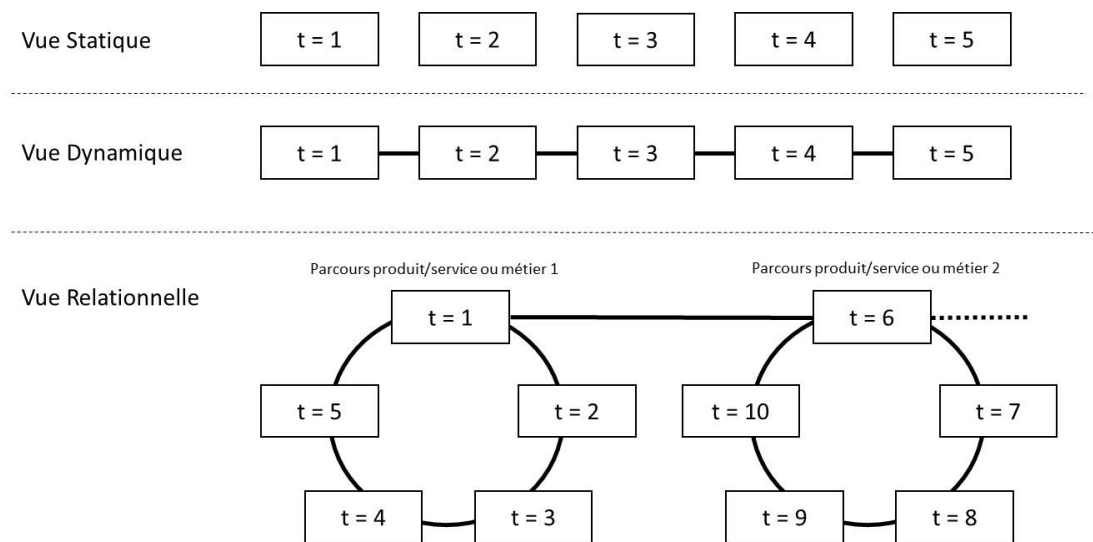 Vue Statique
t = 1
t = 2
t = 3
t = 4
t = 5
Vue Dynamique
t = 1
t = 2
t = 3
t = 4
t = 5
Vue Relationnelle
Parcours produit/service ou métier 1
t = 1
t = 5
t = 2
t = 4
t = 3
Parcours produit/service ou métier 2
t = 6
t = 10
t = 7
t = 9
t = 8